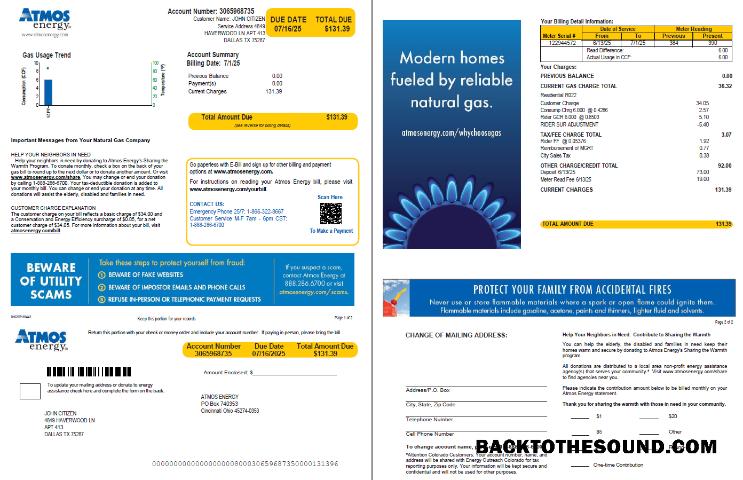 ATMOS
energy.
www.atmosenergy.com
Account Number: 3065968735
Customer Name: JOHN CITIZEN
Service Address 4849
HAVERWOOD LN APT 413
DALLAS TX 75287
DUE DATE TOTAL DUE
07/16/25 $131.39
Gas Usage Trend
Consumption (CCF)
Temperature (°F)
Account Summary
Billing Date: 7/1/25
Previous Balance 0.00
Payment(s) 0.00
Current Charges 131.39
Total Amount Due $131.39
(see reverse for billing details)
Important Messages from Your Natural Gas Company
HELP YOUR NEIGHBORS IN NEED
Help your neighbors in need by donating to Atmos Energy's Sharing the
Warmth Program. To donate monthly, check a box on the back of your
gas bill to round up to the next dollar or to donate another amount. Or visit
www.atmosenergy.com/share. You may change or end your donation
by calling 1-888-286-6700. Your tax-deductible donation is added to
your monthly bill. You can change or end your donation at any time. All
donations will assist the elderly, disabled and families in need.
CUSTOMER CHARGE EXPLANATION
The customer charge on your bill reflects a basic charge of $34.00 and
a Conservation and Energy Efficiency surcharge of $0.05, for a real
customer charge of $34.05. For more information about your bill, visit
atmosenergy.com/bill
Go paperless with E-Bill and sign up for other billing and payment
options at www.atmosenergy.com.
For instructions on reading your Atmos Energy bill, please visit
www.atmosenergy.com/yourbill.
CONTACT US:
Emergency Phone 25/7: 1-866-322-8667
Customer Service M-F 7am - 6pm CST:
1-888-286-6700
Scan Here
To Make a Payment
BEWARE
OF UTILITY
SCAMS
Take these steps to protect yourself from fraud:
1 BEWARE OF FAKE WEBSITES
2 BEWARE OF IMPOSTOR EMAILS AND PHONE CALLS
3 REFUSE IN-PERSON OR TELEPHONIC PAYMENT REQUESTS
If you suspect a scam,
contact Atmos Energy at
888.286.6700 or visit
atmosenergy.com/scams.
Keep this portion for your records
Page 1 of 2
ATMOS
energy.
Return this portion with your check or money order and include your account number. If paying in person, please bring the bill
Account Number Due Date Total Amount Due
3065968735 07/16/2025 $131.39
Amount Enclosed: $
To update your mailing address or donate to energy
assistance check here and complete the form on the back.
JOHN CITIZEN
4849 HAVERWOOD LN
APT 413
DALLAS TX 75287
ATMOS ENERGY
PO Box 740353
Cincinnati Ohio 45274-0353
Modern homes
fueled by reliable
natural gas.
atmosenergy.com/whychoosegas
Your Billing Detail Information:
Date of Service Meter Reading
Meter Serial # From To Previous Present
122944572 6/13/25 7/1/25 384 390
Read Difference 6.00
Actual Usage in CCF 6.00
Your Charges:
PREVIOUS BALANCE 0.00
CURRENT GAS CHARGE TOTAL 36.32
Residential R022
Customer Charge 34.05
Consump Chrg 6.000 @ 0.4286 2.57
Rider GCR 6.000 @ 0.8503 5.10
RIDER SUR ADJUSTMENT -5.40
TAX/FEE CHARGE TOTAL 3.07
Rider FF @ 0.05376 1.92
Reimbursement of MGRT 0.77
City Sales Tax 0.38
OTHER CHARGE/CREDIT TOTAL 92.00
Deposit 6/13/25 73.00
Meter Read Fee 6/13/25 19.00
CURRENT CHARGES 131.39
TOTAL AMOUNT DUE 131.39
PROTECT YOUR FAMILY FROM ACCIDENTAL FIRES
Never use or store flammable materials where a spark or open flame could ignite them.
Flammable materials include gasoline, acetone, paints and thinners, lighter fluid and solvents.
Page 2 of 2
CHANGE OF MAILING ADDRESS:
Address/P.O. Box
City, State, Zip Code
Telephone Number
Cell Phone Number
To change account name,
*Attention Colorado Customers: Your account number, name, and
address will be shared with Energy Outreach Colorado for tax
reporting purposes only. Your information will be kept secure and
confidential and will not be used for other purposes.
Help Your Neighbors in Need: Contribute to Sharing the Warmth
You can help the elderly, the disabled and families in need keep their
homes warm and secure by donating to Atmos Energy's Sharing the Warmth
program
All donations are distributed to a local area non-profit energy assistance
agency(s) that serves your community.* Visit www.atmosenergy.com/share
to find agencies near you.
Please indicate the contribution amount below to be billed monthly on your
Atmos Energy statement.
Thank you for sharing the warmth with those in need in your community.
$1 $20
$5 Other
One-time Contribution
BACKTOTHESOUND.COM